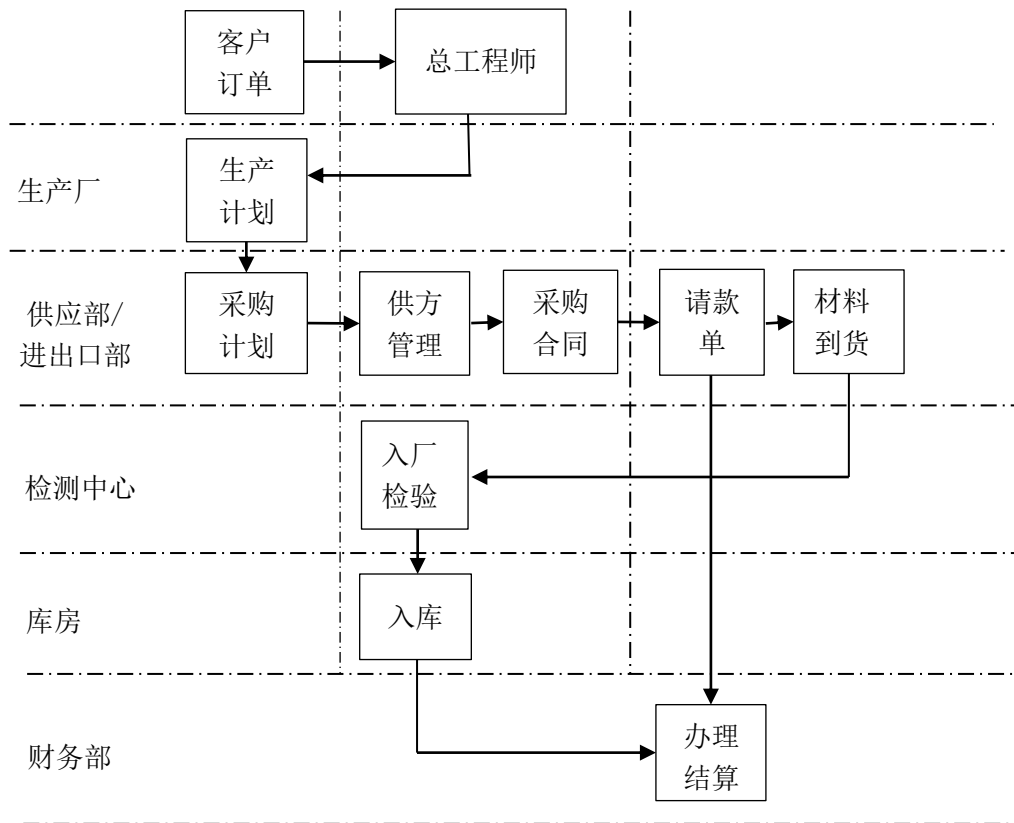 客户
订单
总工程师
生产厂
生产
计划
供应部/
进出口部
采购
计划
供方
管理
采购
合同
请款
单
材料
到货
检测中心
入厂
检验
库房
入库
财务部
办理
结算